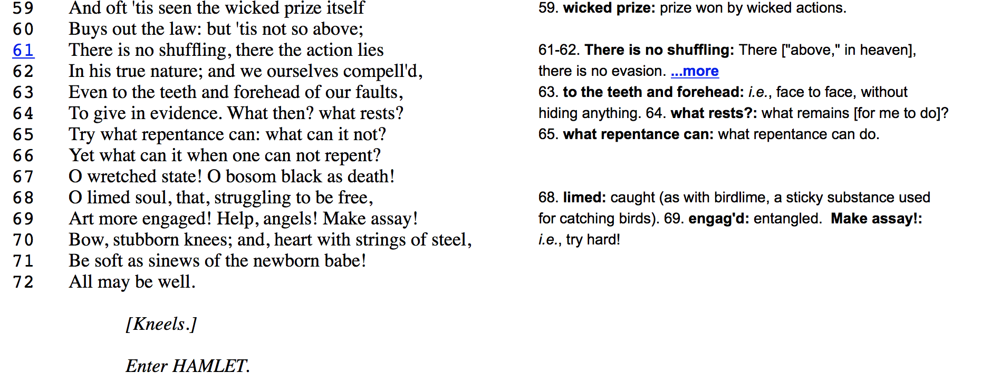 59 And oft 'tis seen the wicked prize itself
60 Buys out the law: but 'tis not so above;
61 There is no shuffling, there the action lies
62 In his true nature; and we ourselves compell'd,
63 Even to the teeth and forehead of our faults,
64 To give in evidence. What then? what rests?
65 Try what repentance can: what can it not?
66 Yet what can it when one can not repent?
67 O wretched state! O bosom black as death!
68 O limed soul, that, struggling to be free,
69 Art more engaged! Help, angels! Make assay!
70 Bow, stubborn knees; and, heart with strings of steel,
71 Be soft as sinews of the newborn babe!
72 All may be well.
[Kneels.]
Enter HAMLET.
59. wicked prize: prize won by wicked actions.
61-62. There is no shuffling: There ["above," in heaven],
there is no evasion. ...more
63. to the teeth and forehead: i.e., face to face, without
hiding anything. 64. what rests?: what remains [for me to do]?
65. what repentance can: what repentance can do.
68. limed: caught (as with birdlime, a sticky substance used
for catching birds). 69. engag'd: entangled. Make assay!:
i.e., try hard!